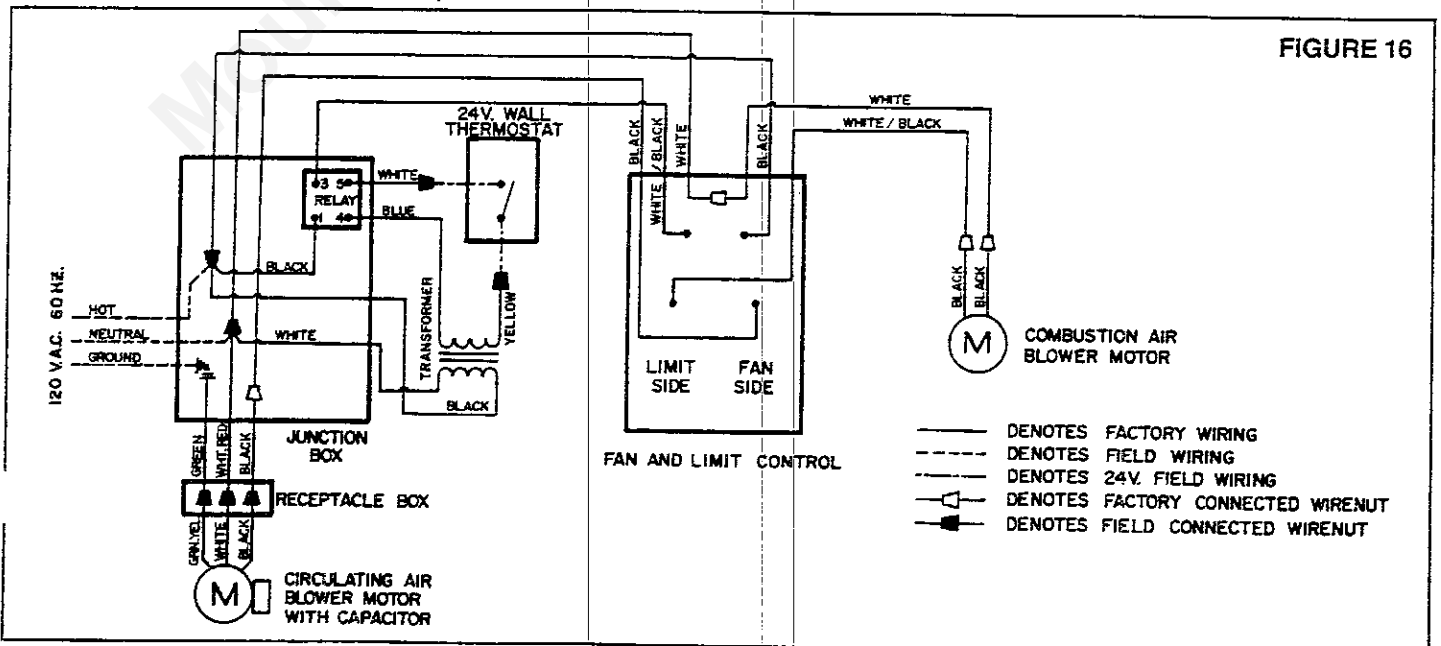 Mou
FIGURE 16
24V. WALL
THERMOSTAT
WHITE
WHITE / BLACK
BLACK
WHITE / BLACK
WHITE
BLACK
WHITE
3 5
RELAY
1 4
WHITE
BLUE
BLACK
120 V.A.C. 60 HZ.
HOT
NEUTRAL
GROUND
WHITE
TRANSFORMER
YELLOW
BLACK
JUNCTION
BOX
GREEN
WHT.RED
BLACK
RECEPTACLE BOX
GRN.YEL
WHITE
BLACK
M
CIRCULATING AIR
BLOWER MOTOR
WITH CAPACITOR
LIMIT
SIDE
FAN
SIDE
FAN AND LIMIT CONTROL
BLACK
BLACK
M
COMBUSTION AIR
BLOWER MOTOR
DENOTES FACTORY WIRING
DENOTES FIELD WIRING
DENOTES 24V. FIELD WIRING
DENOTES FACTORY CONNECTED WIRENUT
DENOTES FIELD CONNECTED WIRENUT